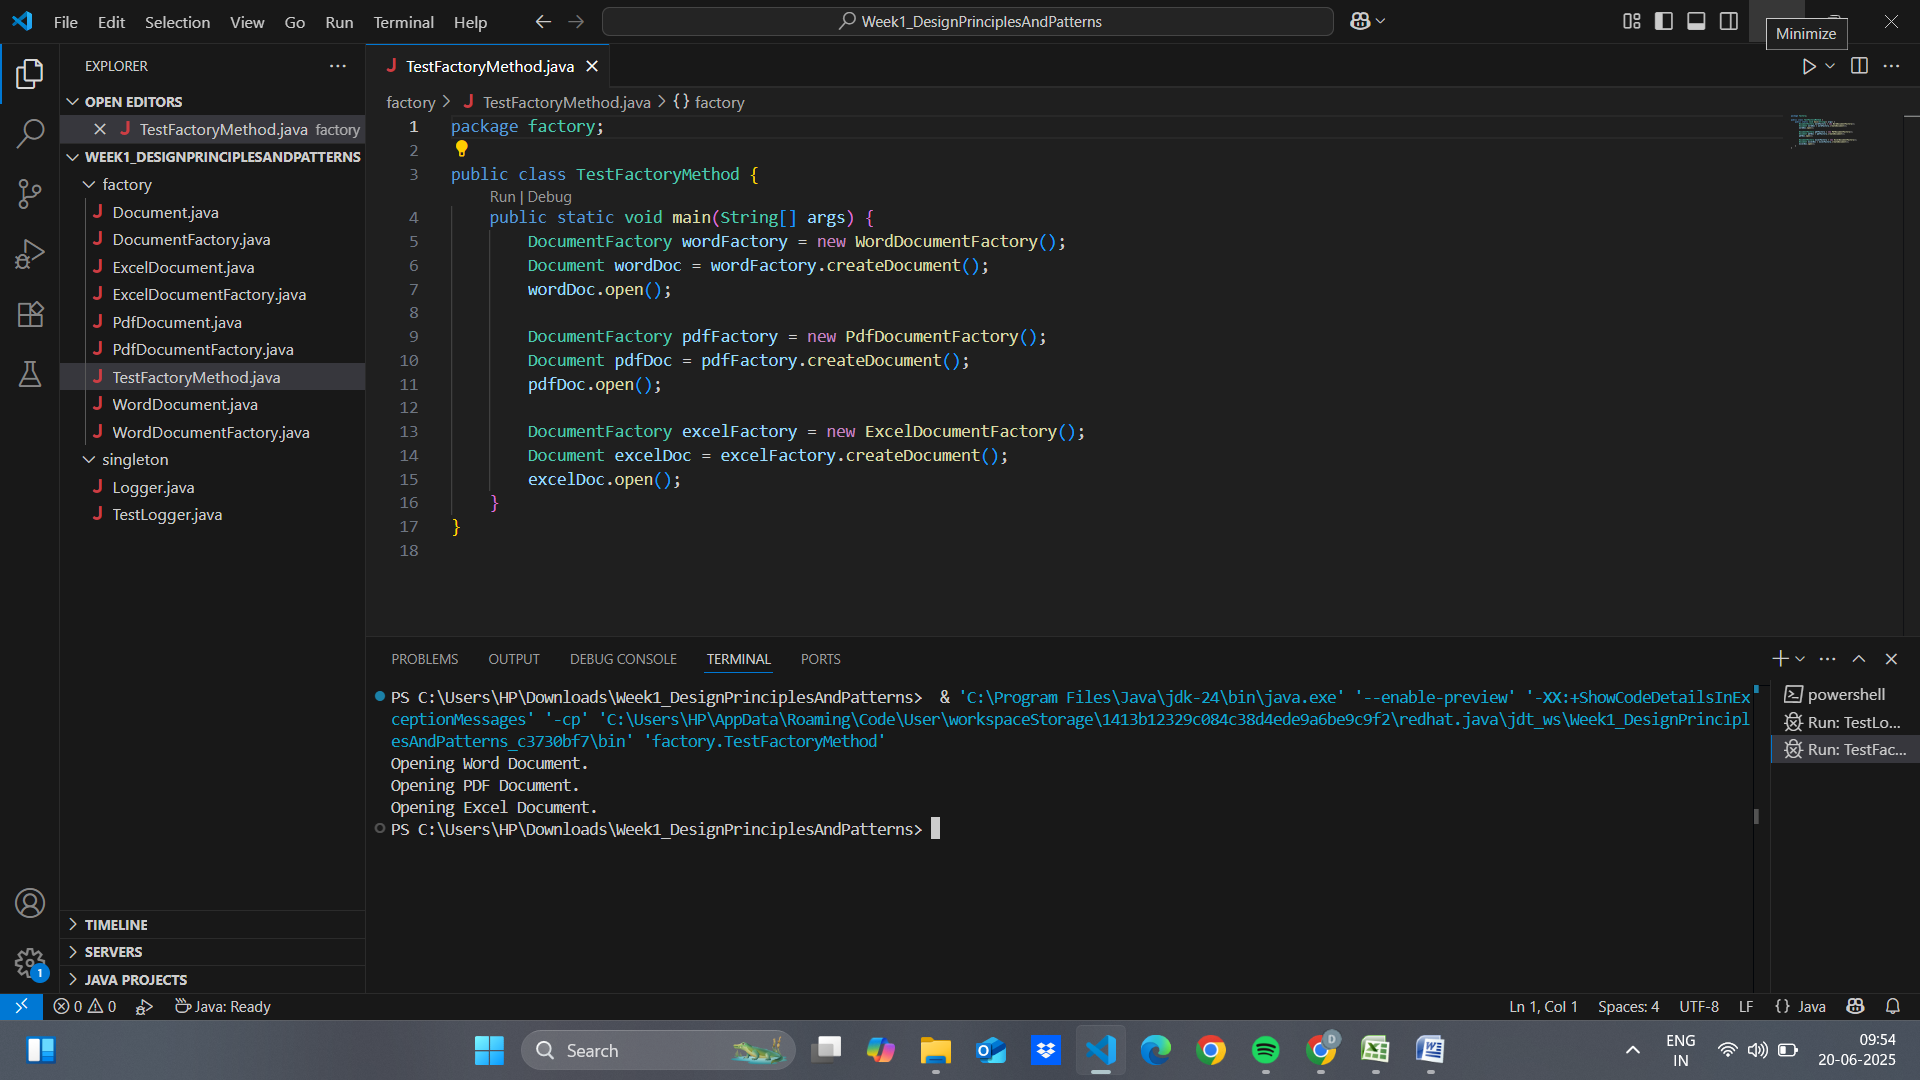 File Edit Selection View Go Run Terminal Help
Week1_DesignPrinciplesAndPatterns
Minimize
EXPLORER
OPEN EDITORS
TestFactoryMethod.java factory
WEEK1_DESIGNPRINCIPLESANDPATTERNS
factory
Document.java
DocumentFactory.java
ExcelDocument.java
ExcelDocumentFactory.java
PdfDocument.java
PdfDocumentFactory.java
TestFactoryMethod.java
WordDocument.java
WordDocumentFactory.java
singleton
Logger.java
TestLogger.java
TIMELINE
SERVERS
JAVA PROJECTS
TestFactoryMethod.java
factory > TestFactoryMethod.java > {} factory
1 package factory;
2
3 public class TestFactoryMethod {
Run | Debug
4 public static void main(String[] args) {
5 DocumentFactory wordFactory = new WordDocumentFactory();
6 Document wordDoc = wordFactory.createDocument();
7 wordDoc.open();
8
9 DocumentFactory pdfFactory = new PdfDocumentFactory();
10 Document pdfDoc = pdfFactory.createDocument();
11 pdfDoc.open();
12
13 DocumentFactory excelFactory = new ExcelDocumentFactory();
14 Document excelDoc = excelFactory.createDocument();
15 excelDoc.open();
16 }
17 }
18
PROBLEMS OUTPUT DEBUG CONSOLE TERMINAL PORTS
PS C:\Users\HP\Downloads\Week1_DesignPrinciplesAndPatterns> & 'C:\Program Files\Java\jdk-24\bin\java.exe' '--enable-preview' '-XX:+ShowCodeDetailsInEx
ceptionMessages' '-cp' 'C:\Users\HP\AppData\Roaming\Code\User\workspaceStorage\1413b12329c084c38d4ede9a6be9c9f2\redhat.java\jdt_ws\Week1_DesignPrincipl
esAndPatterns_c3730bf7\bin' 'factory.TestFactoryMethod'
Opening Word Document.
Opening PDF Document.
Opening Excel Document.
PS C:\Users\HP\Downloads\Week1_DesignPrinciplesAndPatterns>
powershell
Run: TestLo...
Run: TestFac...
1
0 0 Java: Ready
Ln 1, Col 1 Spaces: 4 UTF-8 LF {} Java
Search
D
ENG
IN
09:54
20-06-2025